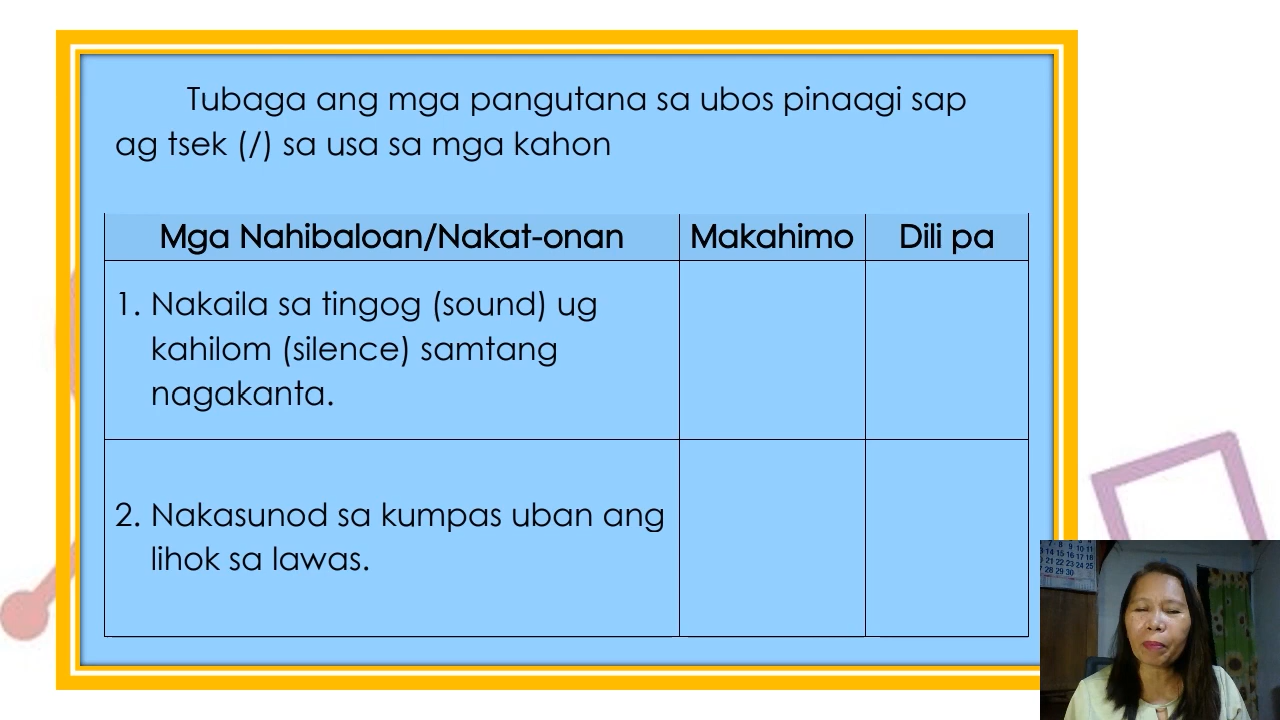 Tubaga ang mga pangutana sa ubos pinaagi sap
ag tsek (/) sa usa sa mga kahon
Mga Nahibaloan/Nakat-onan Makahimo Dili pa
1. Nakaila sa tingog (sound) ug
kahilom (silence) samtang
nagakanta.
2. Nakasunod sa kumpas uban ang
lihok sa lawas.